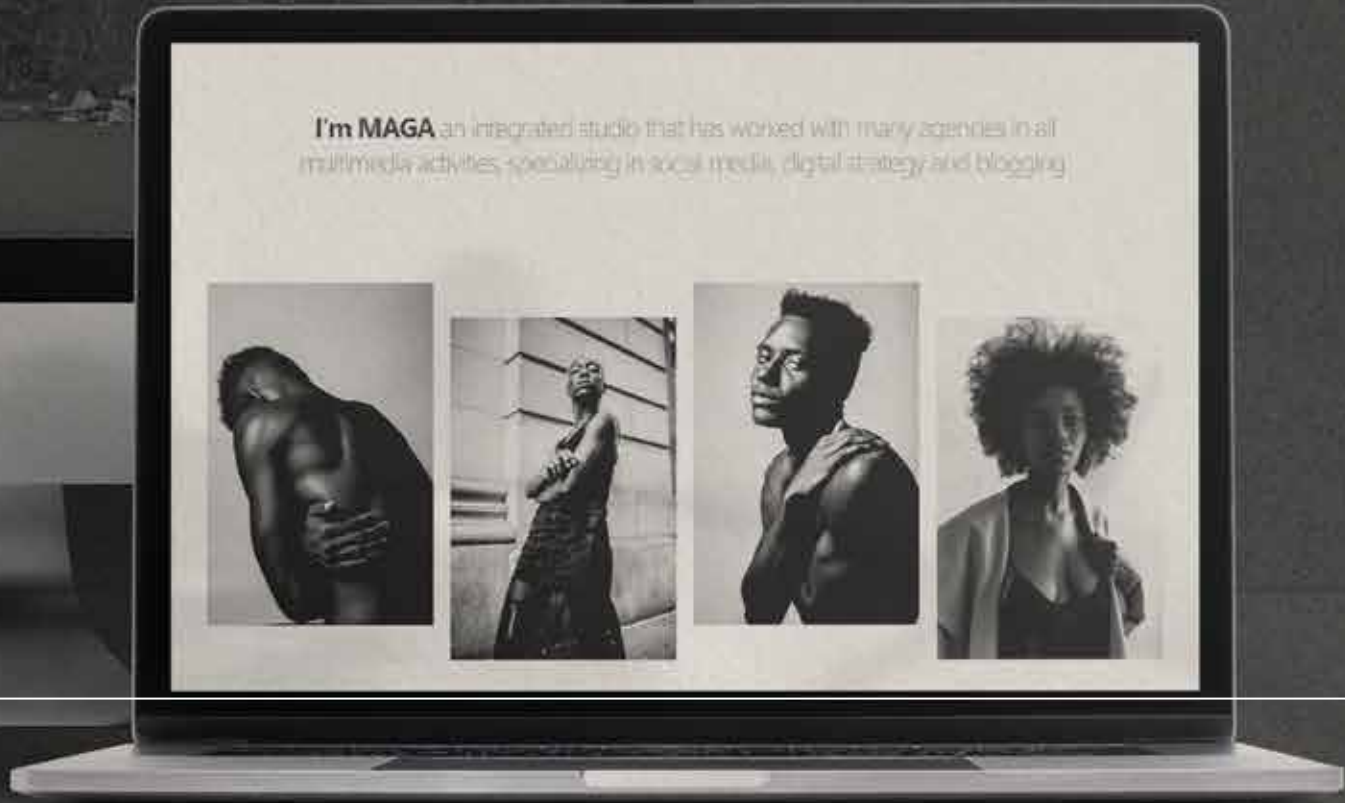 I'm MAGA an integrated studio that has worked with many agencies in all
multimedia activities, specializing in social media, digital strategy and blogging